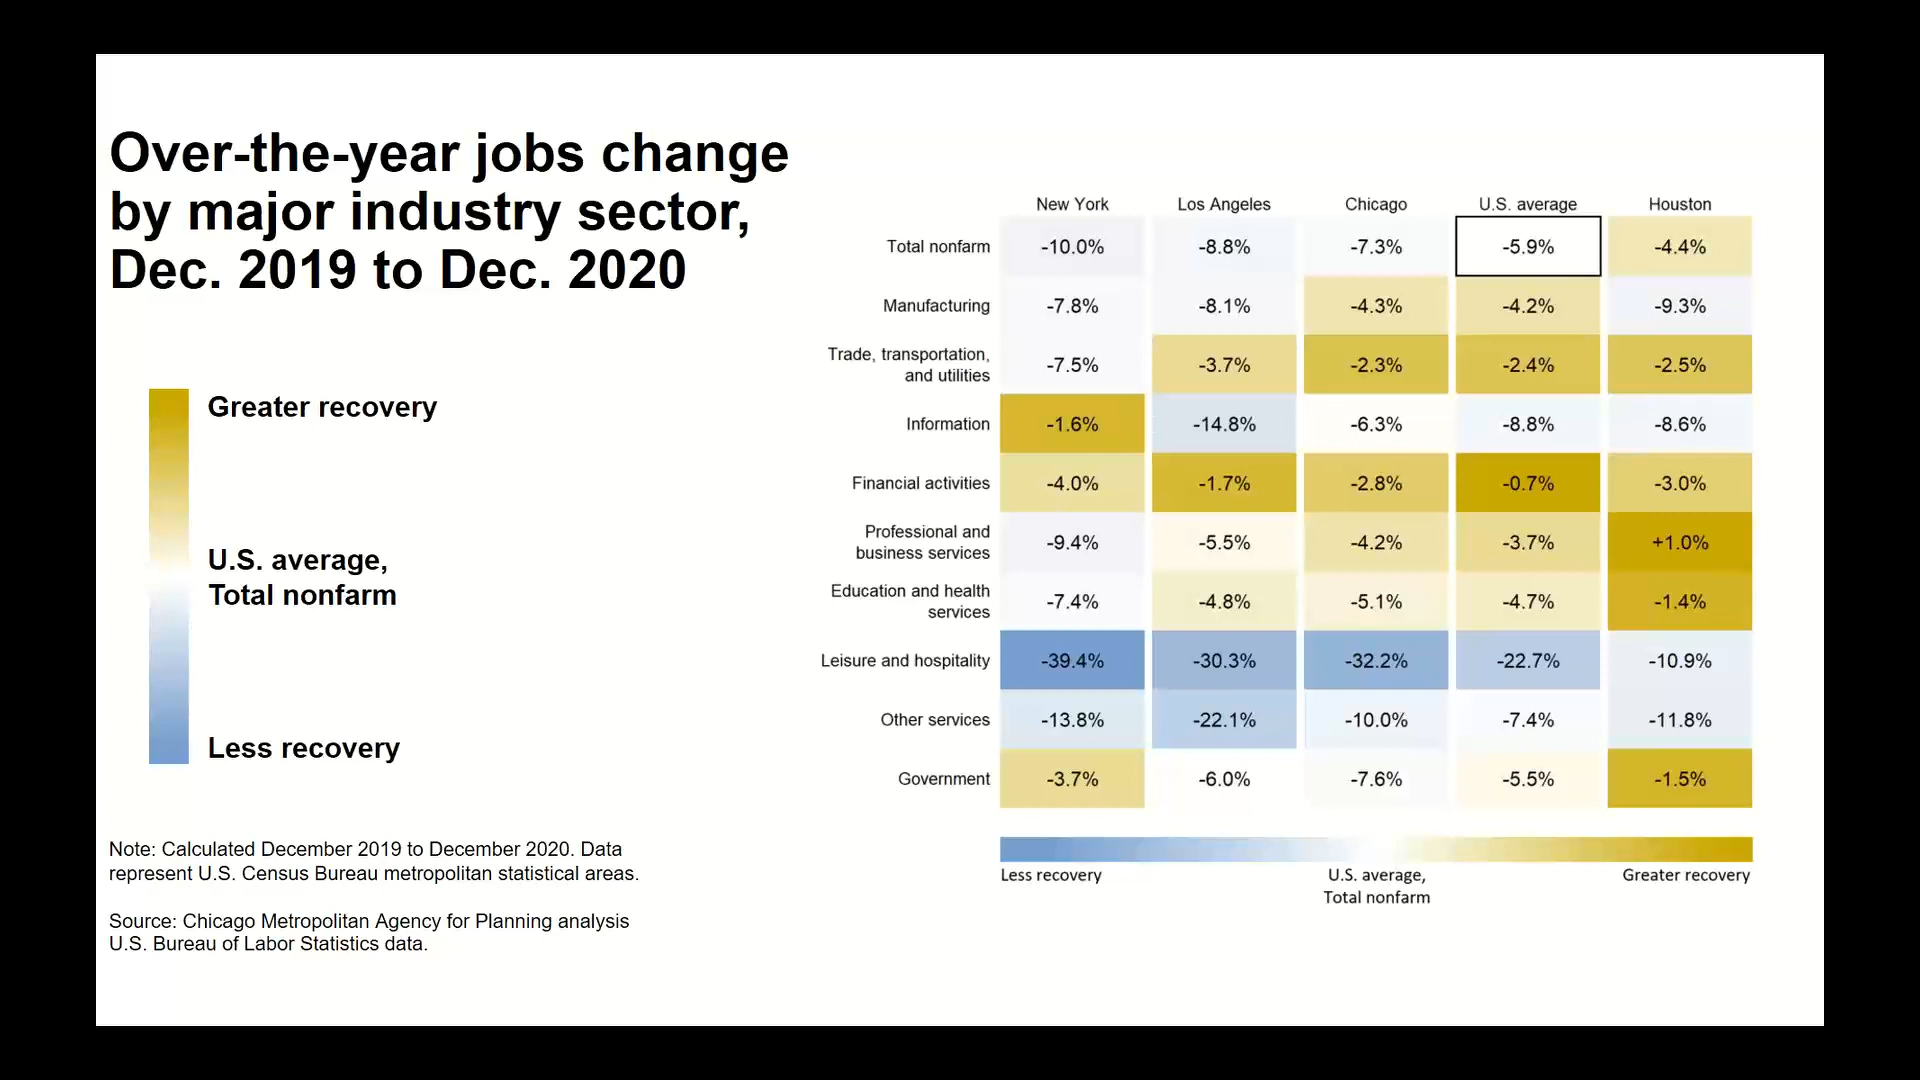 Over-the-year jobs change
by major industry sector,
Dec. 2019 to Dec. 2020
Greater recovery
U.S. average,
Total nonfarm
Less recovery
Note: Calculated December 2019 to December 2020. Data
represent U.S. Census Bureau metropolitan statistical areas.
Source: Chicago Metropolitan Agency for Planning analysis
U.S. Bureau of Labor Statistics data.
New York Los Angeles Chicago U.S. average Houston
Total nonfarm -10.0% -8.8% -7.3% -5.9% -4.4%
Manufacturing -7.8% -8.1% -4.3% -4.2% -9.3%
Trade, transportation,
and utilities -7.5% -3.7% -2.3% -2.4% -2.5%
Information -1.6% -14.8% -6.3% -8.8% -8.6%
Financial activities -4.0% -1.7% -2.8% -0.7% -3.0%
Professional and
business services -9.4% -5.5% -4.2% -3.7% +1.0%
Education and health
services -7.4% -4.8% -5.1% -4.7% -1.4%
Leisure and hospitality -39.4% -30.3% -32.2% -22.7% -10.9%
Other services -13.8% -22.1% -10.0% -7.4% -11.8%
Government -3.7% -6.0% -7.6% -5.5% -1.5%
Less recovery U.S. average, Greater recovery
Total nonfarm